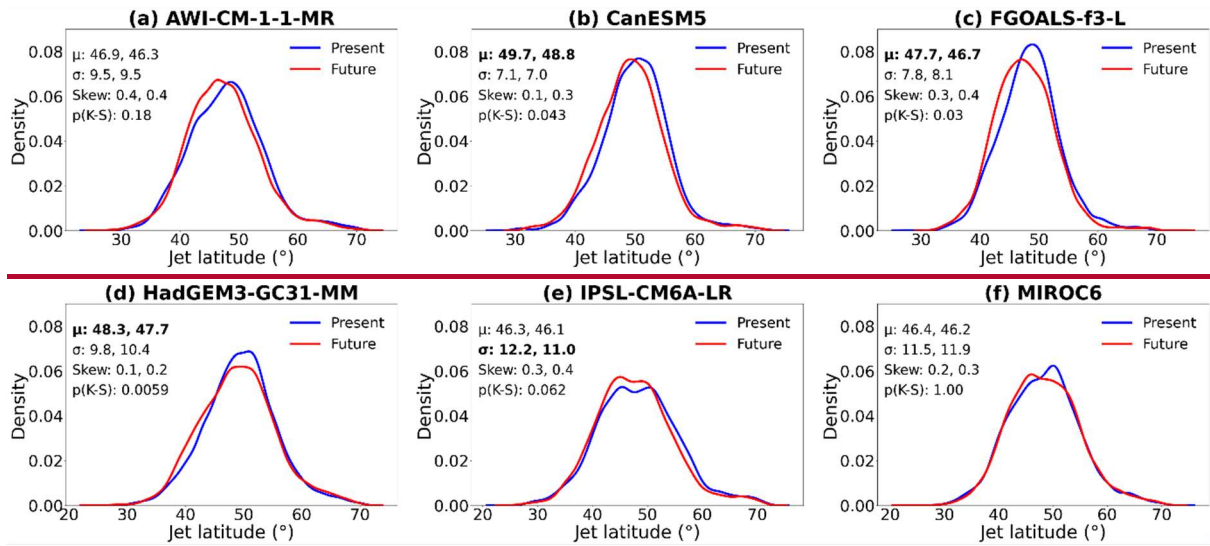 (a) AWI-CM-1-1-MR
μ: 46.9, 46.3
σ: 9.5, 9.5
Skew: 0.4, 0.4
p(K-S): 0.18
Present
Future
Density
0.08
0.06
0.04
0.02
0.00
30 40 50 60 70
Jet latitude (°)
(b) CanESM5
μ: 49.7, 48.8
σ: 7.1, 7.0
Skew: 0.1, 0.3
p(K-S): 0.043
Present
Future
Density
0.08
0.06
0.04
0.02
0.00
30 40 50 60 70
Jet latitude (°)
(c) FGOALS-f3-L
μ: 47.7, 46.7
σ: 7.8, 8.1
Skew: 0.3, 0.4
p(K-S): 0.03
Present
Future
Density
0.08
0.06
0.04
0.02
0.00
30 40 50 60 70
Jet latitude (°)
(d) HadGEM3-GC31-MM
μ: 48.3, 47.7
σ: 9.8, 10.4
Skew: 0.1, 0.2
p(K-S): 0.0059
Present
Future
Density
0.08
0.06
0.04
0.02
0.00
20 30 40 50 60 70
Jet latitude (°)
(e) IPSL-CM6A-LR
μ: 46.3, 46.1
σ: 12.2, 11.0
Skew: 0.3, 0.4
p(K-S): 0.062
Present
Future
Density
0.08
0.06
0.04
0.02
0.00
20 30 40 50 60 70
Jet latitude (°)
(f) MIROC6
μ: 46.4, 46.2
σ: 11.5, 11.9
Skew: 0.2, 0.3
p(K-S): 1.00
Present
Future
Density
0.08
0.06
0.04
0.02
0.00
20 30 40 50 60 70
Jet latitude (°)